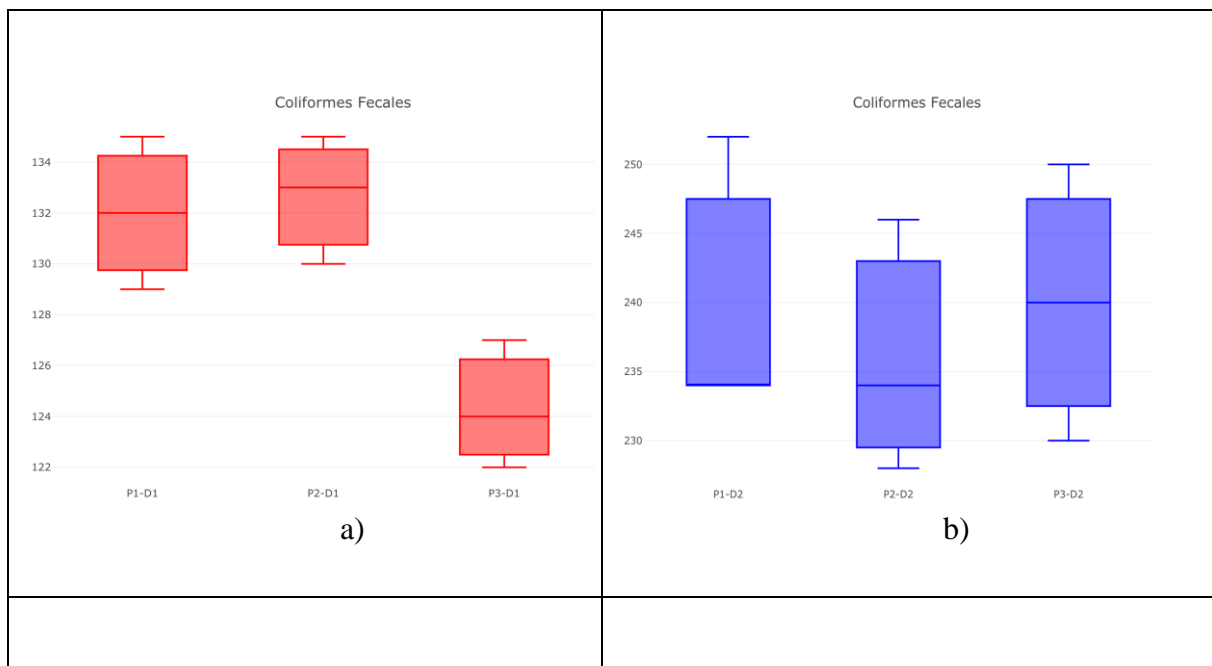 Coliformes Fecales
134
132
130
128
126
124
122
P1-D1 P2-D1 P3-D1
a)
Coliformes Fecales
250
245
240
235
230
P1-D2 P2-D2 P3-D2
b)